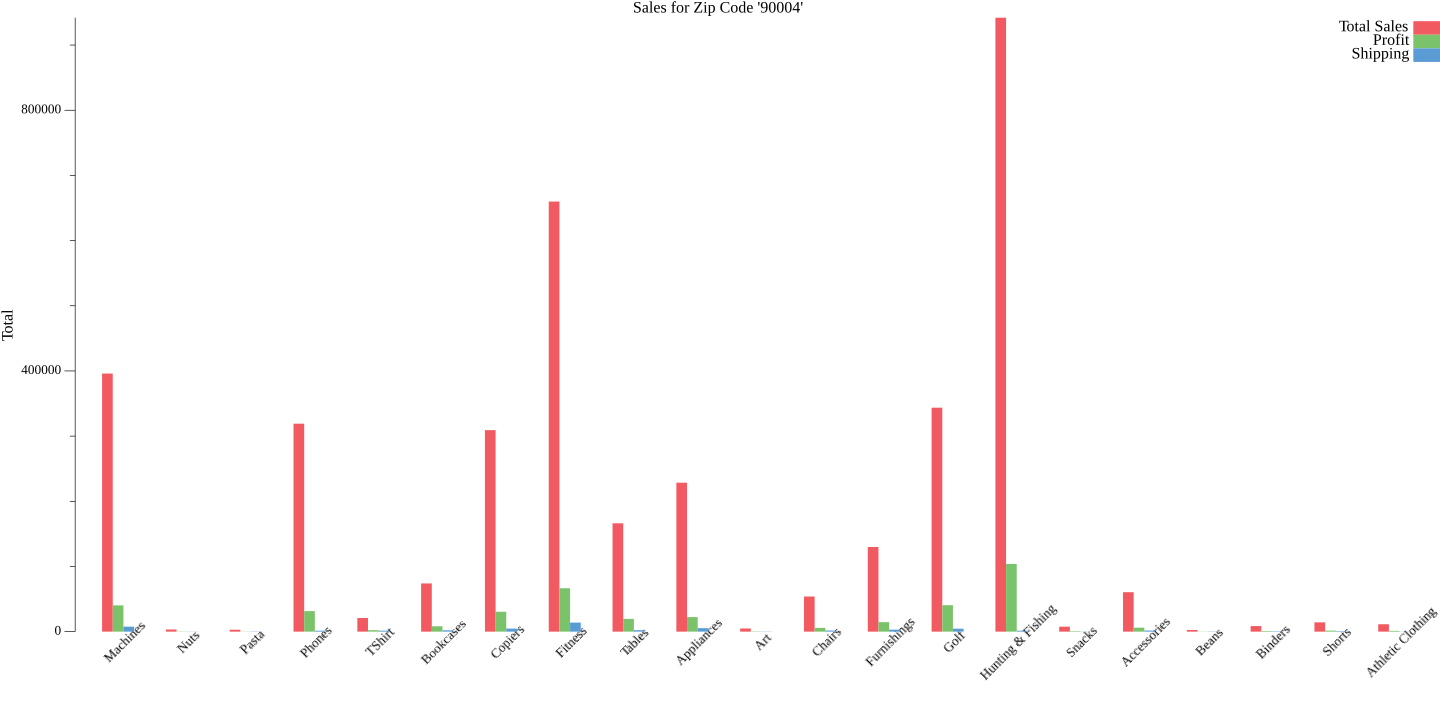 Sales for Zip Code '90004'
Total Sales
Profit
Shipping
800000
400000
0
Total
Machines
Nuts
Pasta
Phones
TShirt
Bookcases
Copiers
Fitness
Tables
Appliances
Art
Chairs
Furnishings
Golf
Hunting & Fishing
Snacks
Accessories
Beans
Binders
Shorts
Athletic Clothing